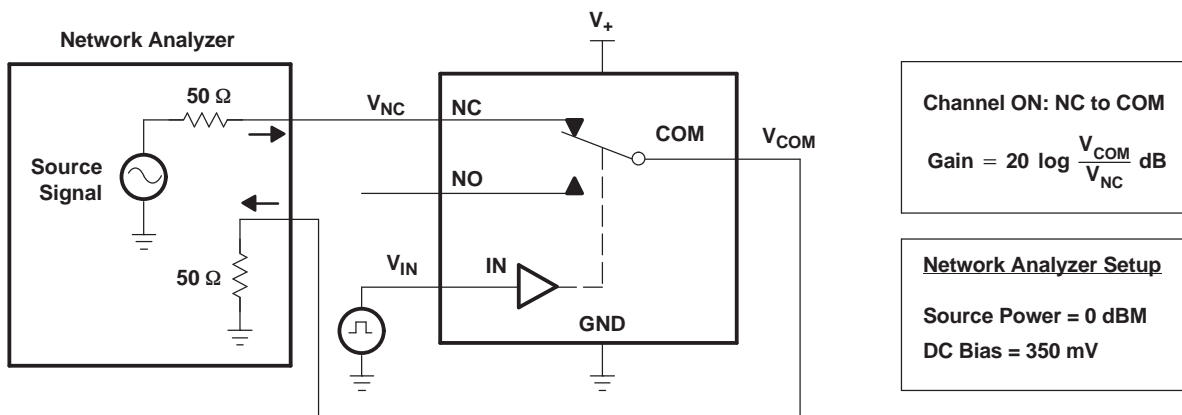 V+
Network Analyzer
50 Ω
VNC
NC
COM
VCOM
Source
Signal
NO
50 Ω
VIN
IN
GND
Channel ON: NC to COM
Gain = 20 log VCOM/VNC dB
Network Analyzer Setup
Source Power = 0 dBM
DC Bias = 350 mV